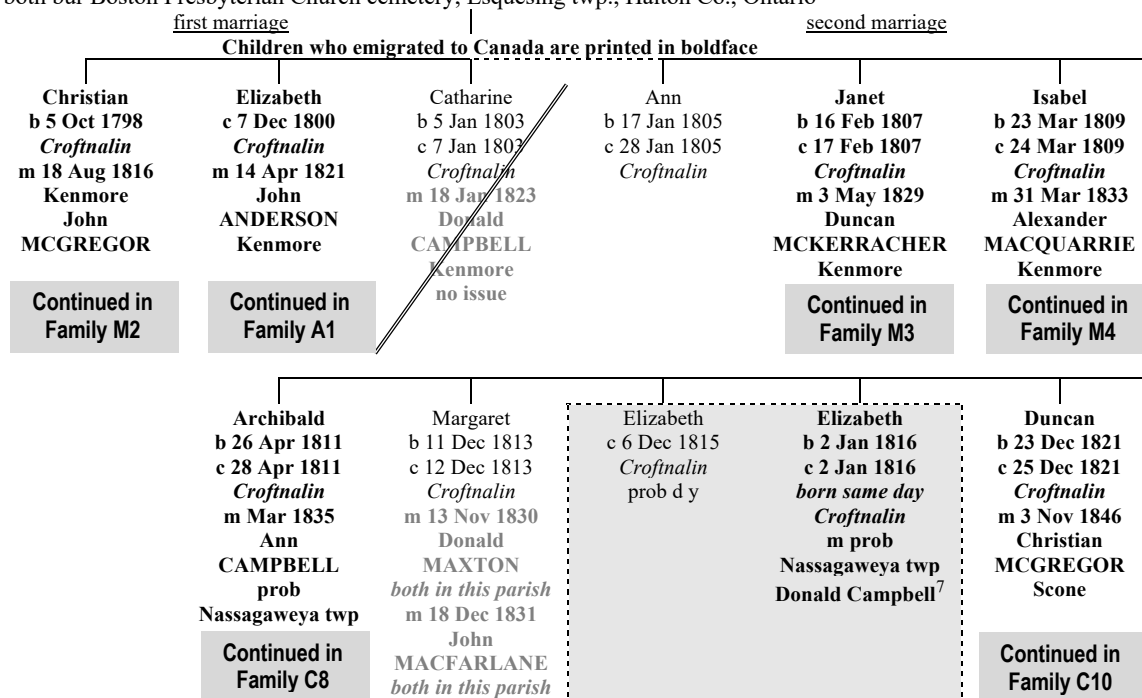 both bur Boston Presbyterian Church cemetery, Esquesing twp., Halton Co., Ontario
first marriage
second marriage
Children who emigrated to Canada are printed in boldface
Christian
b 5 Oct 1798
Croftnalin
m 18 Aug 1816
Kenmore
John
MCGREGOR
Continued in
Family M2
Elizabeth
c 7 Dec 1800
Croftnalin
m 14 Apr 1821
John
ANDERSON
Kenmore
Continued in
Family A1
Catharine
b 5 Jan 1803
c 7 Jan 1803
Croftnalin
m 18 Jan 1823
Donald
CAMPBELL
Kenmore
no issue
Ann
b 17 Jan 1805
c 28 Jan 1805
Croftnalin
Janet
b 16 Feb 1807
c 17 Feb 1807
Croftnalin
m 3 May 1829
Duncan
MCKERRACHER
Kenmore
Continued in
Family M3
Isabel
b 23 Mar 1809
c 24 Mar 1809
Croftnalin
m 31 Mar 1833
Alexander
MACQUARRIE
Kenmore
Continued in
Family M4
Archibald
b 26 Apr 1811
c 28 Apr 1811
Croftnalin
m Mar 1835
Ann
CAMPBELL
prob
Nassagaweya twp
Continued in
Family C8
Margaret
b 11 Dec 1813
c 12 Dec 1813
Croftnalin
m 13 Nov 1830
Donald
MAXTON
both in this parish
m 18 Dec 1831
John
MACFARLANE
both in this parish
Elizabeth
c 6 Dec 1815
Croftnalin
prob d y
Elizabeth
b 2 Jan 1816
c 2 Jan 1816
born same day
Croftnalin
m prob
Nassagaweya twp
Donald Campbell7
Duncan
b 23 Dec 1821
c 25 Dec 1821
Croftnalin
m 3 Nov 1846
Christian
MCGREGOR
Scone
Continued in
Family C10